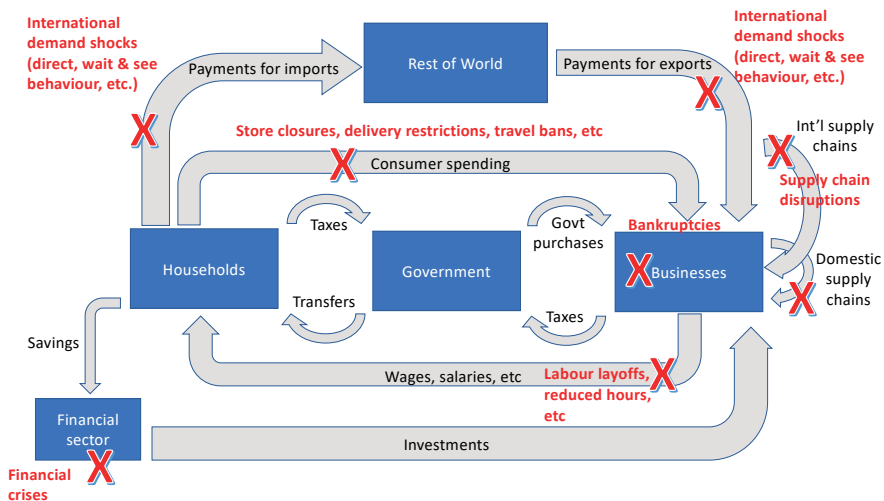 International
demand shocks
(direct, wait & see
behaviour, etc.)
Payments for imports
Rest of World
Payments for exports
International
demand shocks
(direct, wait & see
behaviour, etc.)
X
X
Store closures, delivery restrictions, travel bans, etc
X
Consumer spending
X
Int'l supply
chains
Supply chain
disruptions
Taxes
Govt
purchases
Bankruptcies
Households
Government
X
Businesses
Domestic
supply
chains
X
Transfers
Taxes
Savings
Wages, salaries, etc
Labour layoffs,
reduced hours,
etc
X
Financial
sector
X
Investments
Financial
crises